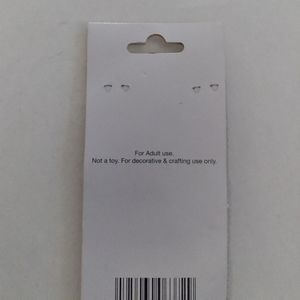 For Adult use.
Not a toy. For decorative & crafting use only.